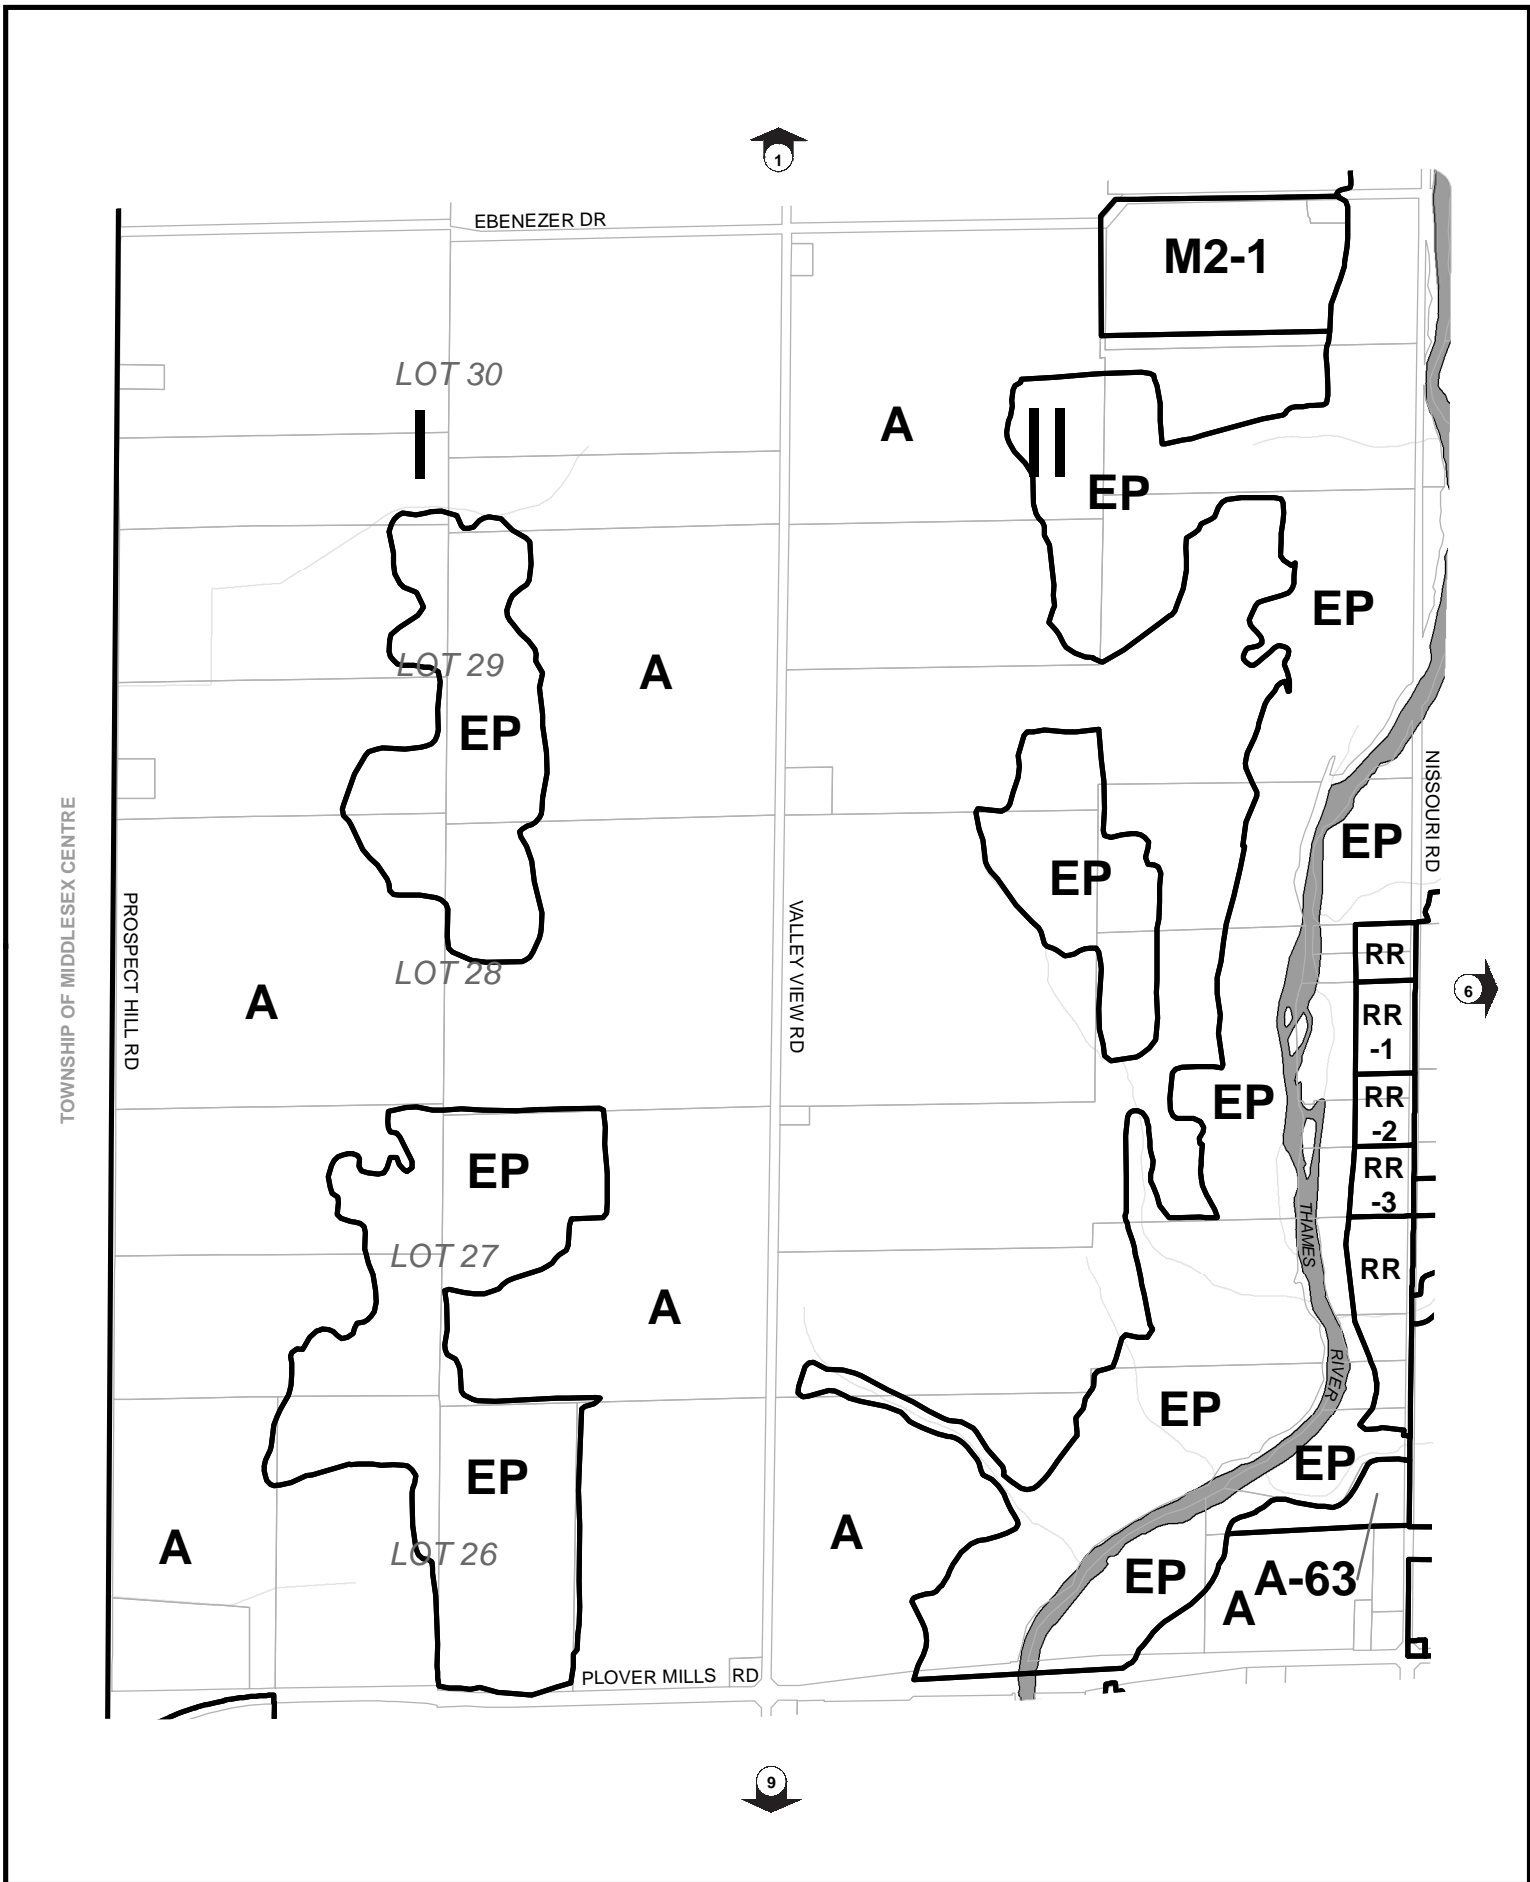 1
EBENEZER DR
M2-1
LOT 30
I
A
II
EP
EP
LOT 29
A
EP
NISSOURI RD
EP
EP
TOWNSHIP OF MIDDLESEX CENTRE
PROSPECT HILL RD
VALLEY VIEW RD
RR
LOT 28
6
A
RR
-1
EP
RR
-2
EP
RR
-3
THAMES
LOT 27
RR
A
RIVER
EP
EP
EP
A
A
LOT 26
EP
A-63
A
PLOVER MILLS RD
9